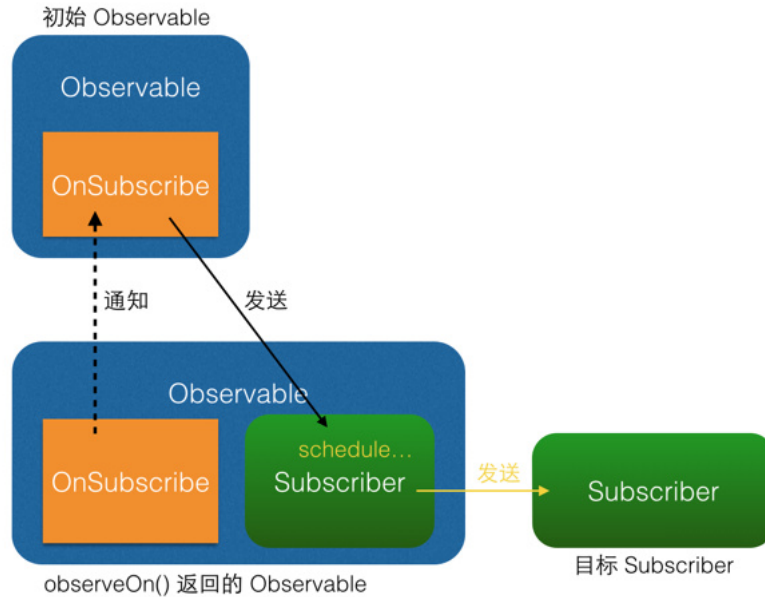 初始 Observable
Observable
OnSubscribe
通知
发送
Observable
schedule...
OnSubscribe
Subscriber
发送
Subscriber
目标 Subscriber
observeOn() 返回的 Observable